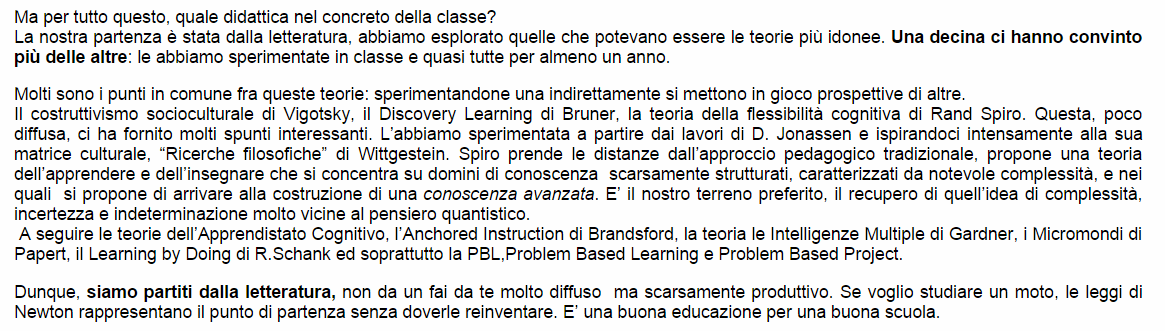 Ma per tutto questo, quale didattica nel concreto della classe?
La nostra partenza è stata dalla letteratura, abbiamo esplorato quelle che potevano essere le teorie più idonee. Una decina ci hanno convinto
più delle altre: le abbiamo sperimentate in classe e quasi tutte per almeno un anno.
Molti sono i punti in comune fra queste teorie: sperimentandone una indirettamente si mettono in gioco prospettive di altre.
Il costruttivismo socioculturale di Vigotsky, il Discovery Learning di Bruner, la teoria della flessibilità cognitiva di Rand Spiro. Questa, poco
diffusa, ci ha fornito molti spunti interessanti. L'abbiamo sperimentata a partire dai lavori di D. Jonassen e ispirandoci intensamente alla sua
matrice culturale, “Ricerche filosofiche” di Wittgestein. Spiro prende le distanze dall'approccio pedagogico tradizionale, propone una teoria
dell'apprendere e dell'insegnare che si concentra su domini di conoscenza scarsamente strutturati, caratterizzati da notevole complessità, e nei
quali si propone di arrivare alla costruzione di una conoscenza avanzata. E' il nostro terreno preferito, il recupero di quell'idea di complessità,
incertezza e indeterminazione molto vicine al pensiero quantistico.
A seguire le teorie dell'Apprendistato Cognitivo, l'Anchored Instruction di Brandsford, la teoria le Intelligenze Multiple di Gardner, i Micromondi di
Papert, il Learning by Doing di R.Schank ed soprattutto la PBL,Problem Based Learning e Problem Based Project.
Dunque, siamo partiti dalla letteratura, non da un fai da te molto diffuso ma scarsamente produttivo. Se voglio studiare un moto, le leggi di
Newton rappresentano il punto di partenza senza doverle reinventare. E' una buona educazione per una buona scuola.